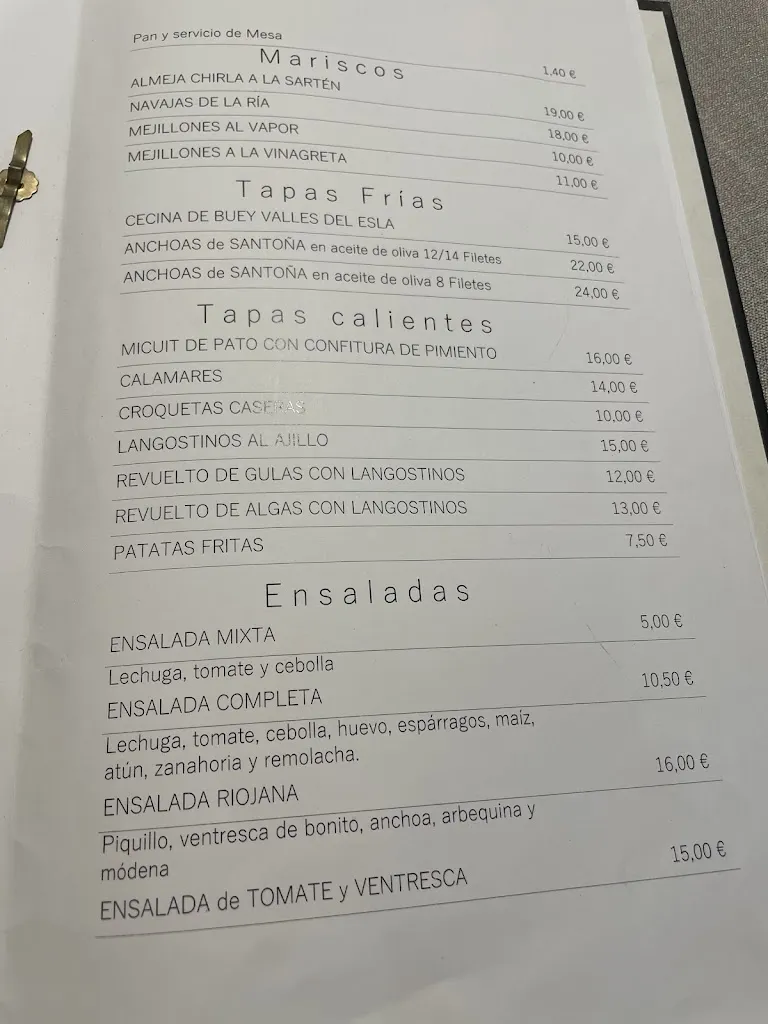 Pan y servicio de Mesa 1,40 €
Mariscos
ALMEJA CHIRLA A LA SARTÉN 19,00 €
NAVAJAS DE LA RÍA 18,00 €
MEJILLONES AL VAPOR 10,00 €
MEJILLONES A LA VINAGRETA 11,00 €
Tapas Frías
CECINA DE BUEY VALLES DEL ESLA 15,00 €
ANCHOAS de SANTOÑA en aceite de oliva 12/14 Filetes 22,00 €
ANCHOAS de SANTOÑA en aceite de oliva 8 Filetes 24,00 €
Tapas calientes
MICUIT DE PATO CON CONFITURA DE PIMIENTO 16,00 €
CALAMARES 14,00 €
CROQUETAS CASERAS 10,00 €
LANGOSTINOS AL AJILLO 15,00 €
REVUELTO DE GULAS CON LANGOSTINOS 12,00 €
REVUELTO DE ALGAS CON LANGOSTINOS 13,00 €
PATATAS FRITAS 7,50 €
Ensaladas
ENSALADA MIXTA 5,00 €
Lechuga, tomate y cebolla
ENSALADA COMPLETA 10,50 €
Lechuga, tomate, cebolla, huevo, espárragos, maíz,
atún, zanahoria y remolacha.
ENSALADA RIOJANA 16,00 €
Piquillo, ventresca de bonito, anchoa, arbequina y
módena
ENSALADA de TOMATE y VENTRESCA 15,00 €